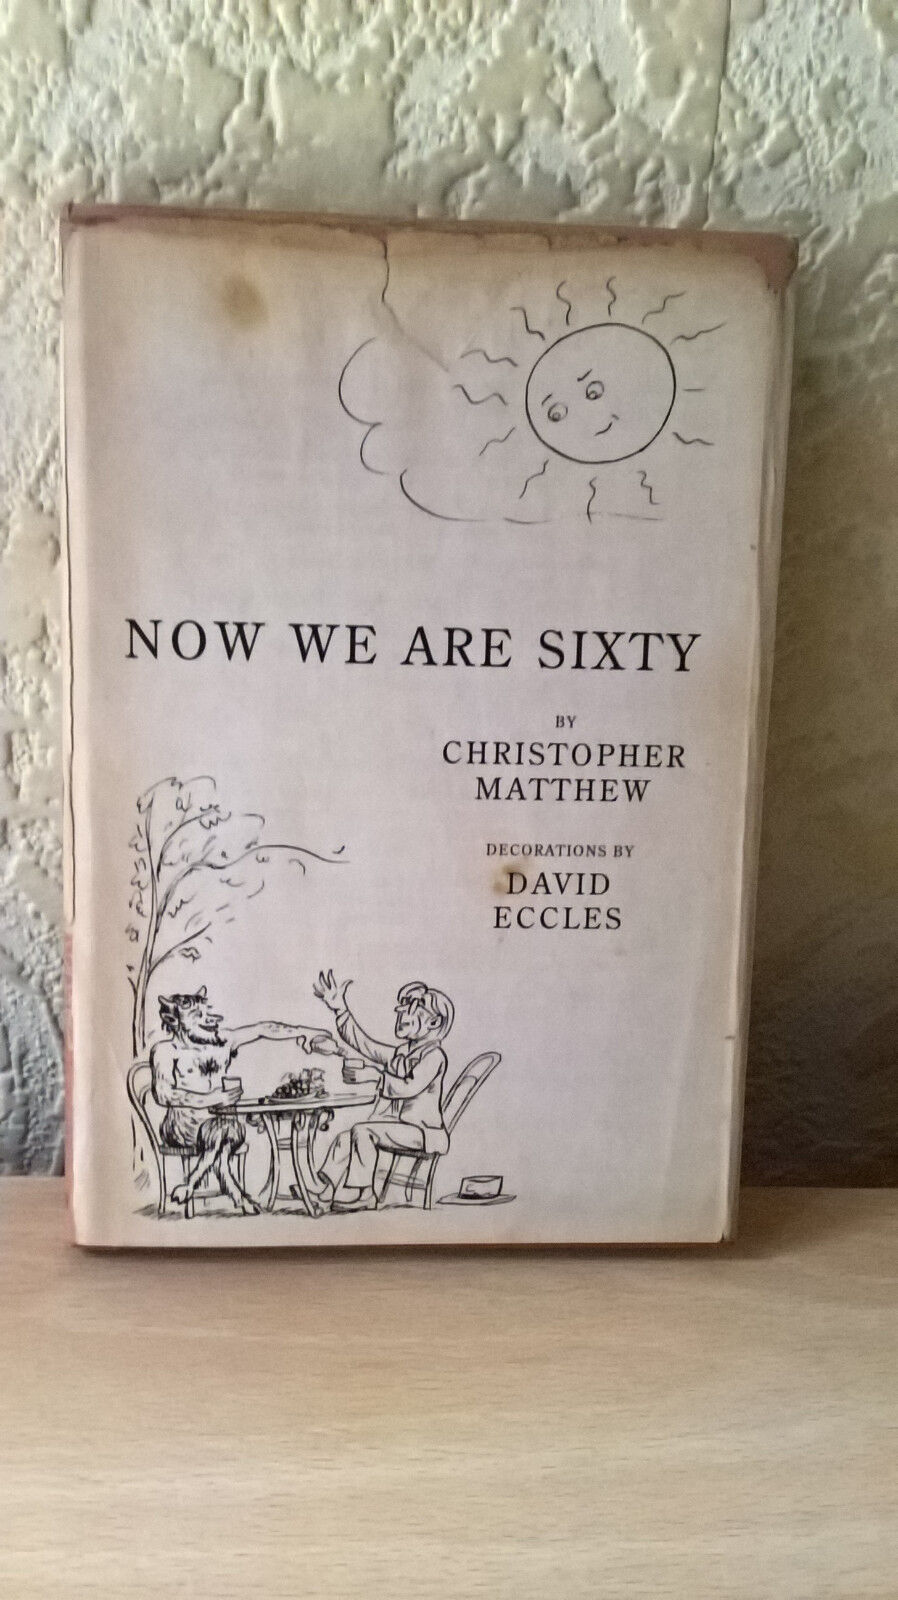 NOW WE ARE SIXTY
BY
CHRISTOPHER
MATTHEW
DECORATIONS BY
DAVID
ECCLES